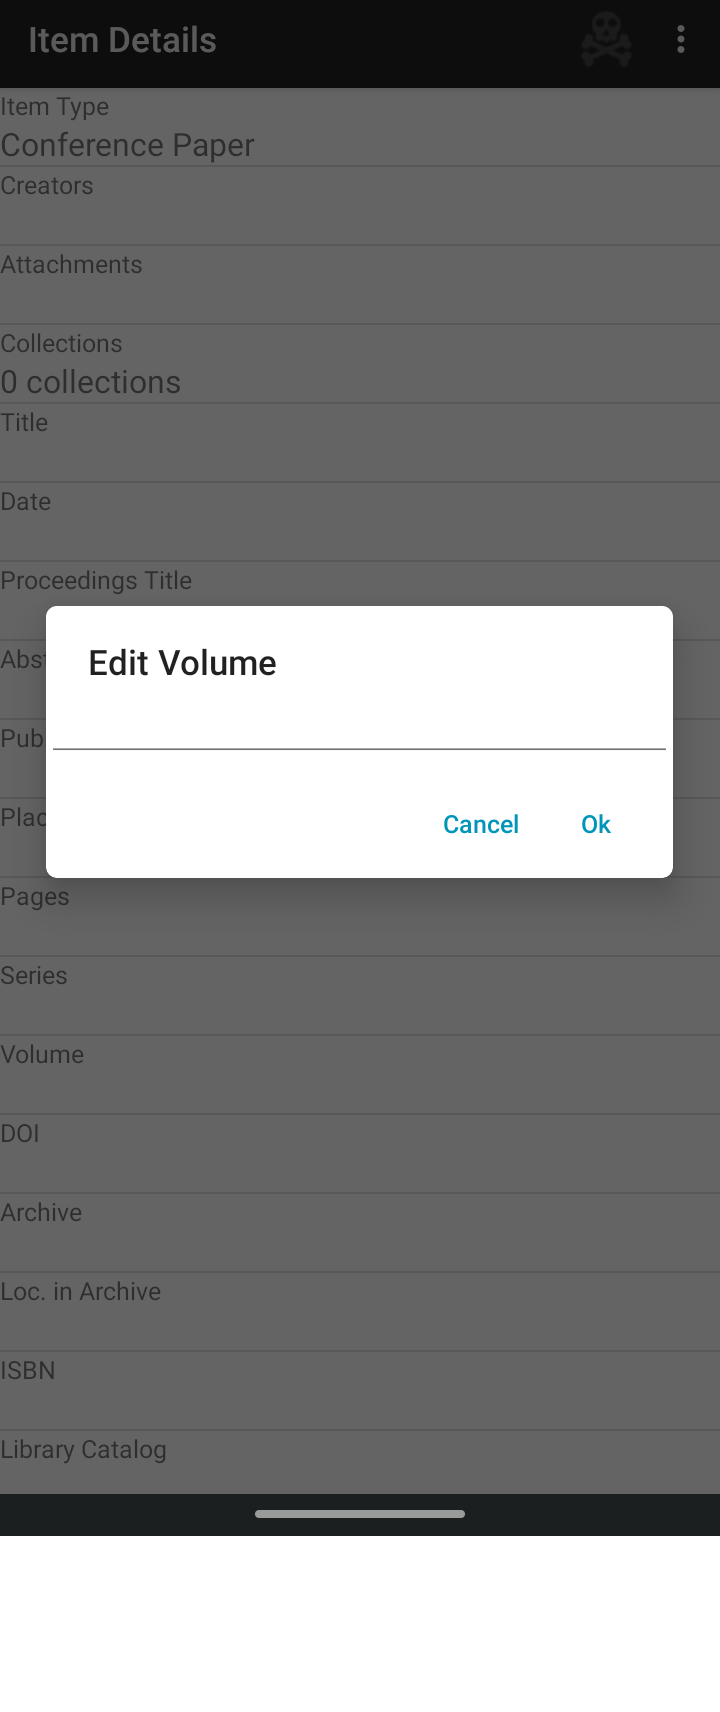 Item Details
Item Type
Conference Paper
Creators
Attachments
Collections
0 collections
Title
Date
Proceedings Title
Edit Volume
Cancel Ok
Pages
Series
Volume
DOI
Archive
Loc. in Archive
ISBN
Library Catalog